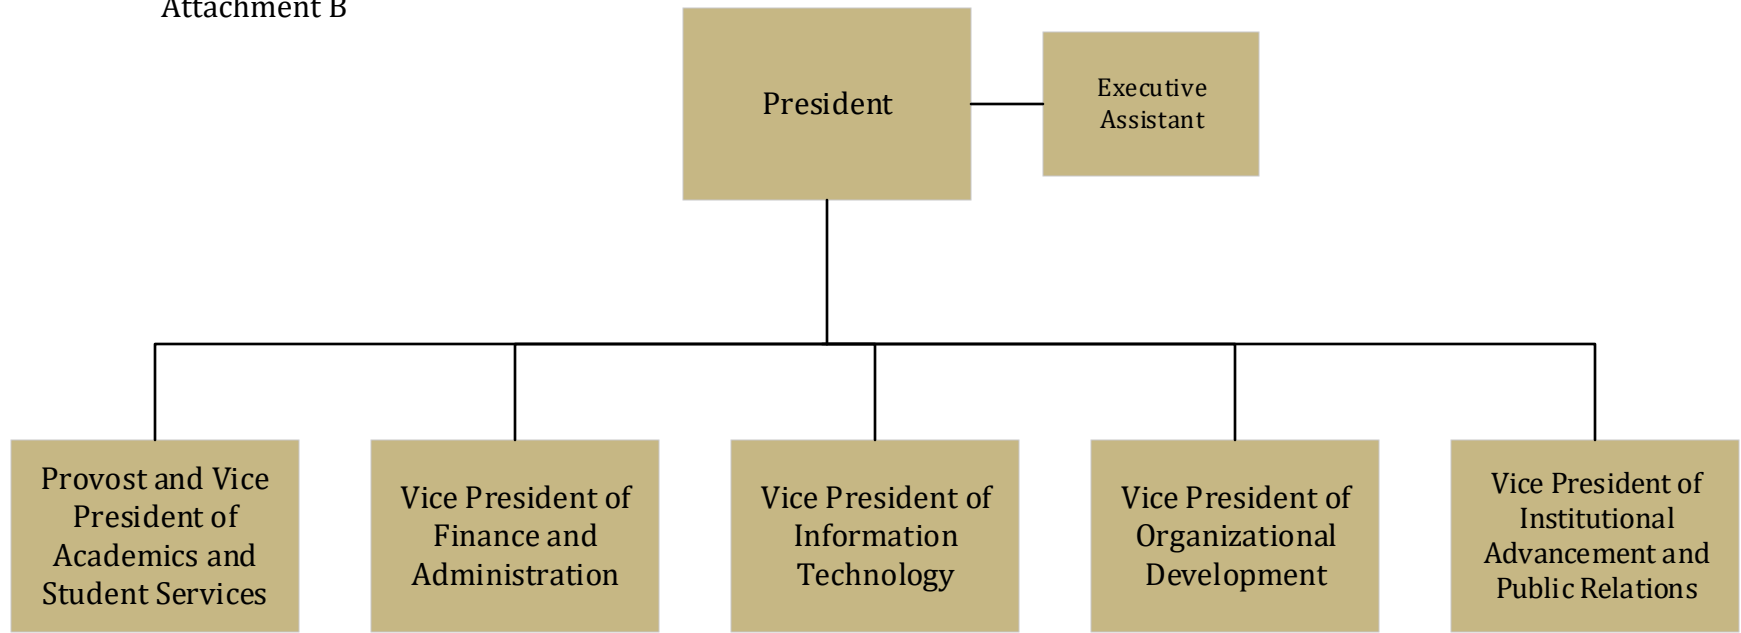 Attachment B
President
Executive
Assistant
Provost and Vice
President of
Academics and
Student Services
Vice President of
Finance and
Administration
Vice President of
Information
Technology
Vice President of
Organizational
Development
Vice President of
Institutional
Advancement and
Public Relations